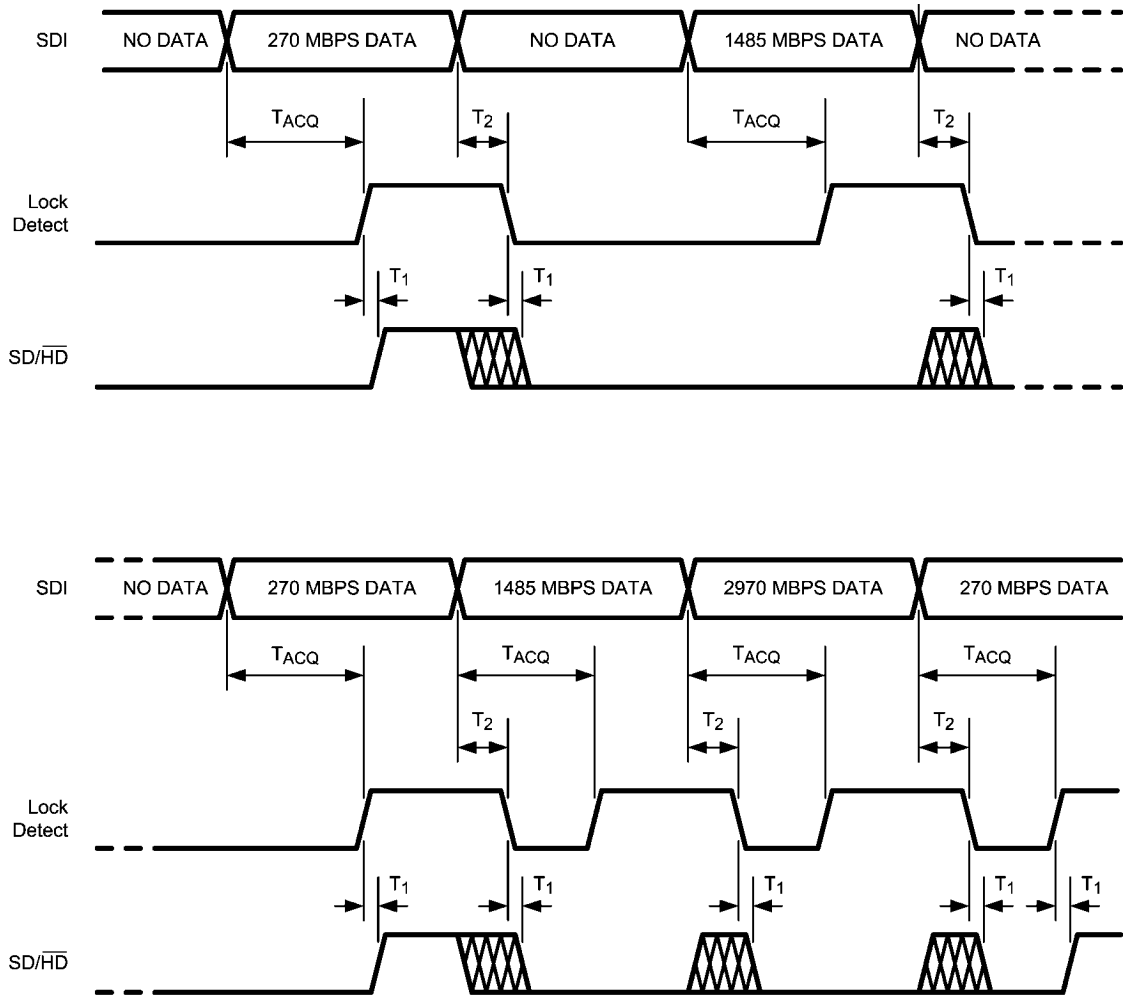 SDI NO DATA 270 MBPS DATA NO DATA 1485 MBPS DATA NO DATA
TACQ T2 TACQ T2
Lock
Detect
T1 T1 T1
SD/HD
SDI NO DATA 270 MBPS DATA 1485 MBPS DATA 2970 MBPS DATA 270 MBPS DATA
TACQ TACQ TACQ TACQ
T2 T2 T2
Lock
Detect
T1 T1 T1 T1 T1
SD/HD